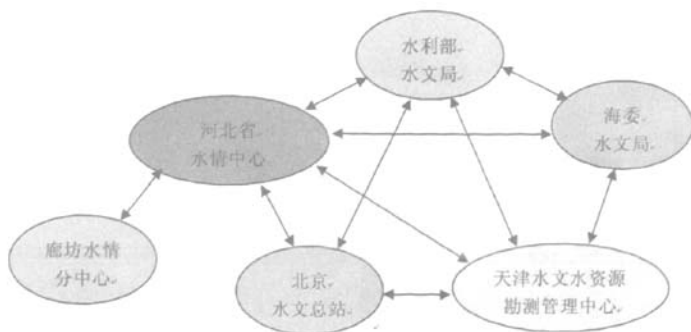 水利部
水文局
海委
水文局
河北省
水情中心
廊坊水情
分中心
北京
水文总站
天津水文水资源
勘测管理中心